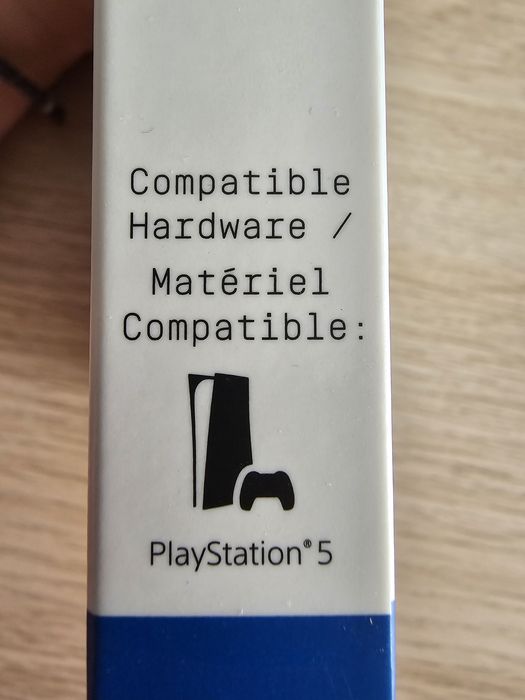 Compatible
Hardware /
Matériel
Compatible:
PlayStation®5